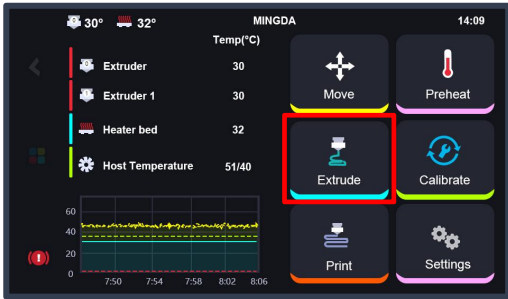 30° 32° MINGDA 14:09
Temp(°C)
Extruder 30
Extruder 1 30
Heater bed 32
Host Temperature 51/40
Move
Preheat
Extrude
Calibrate
Print
Settings
60
40
20
0
7:50 7:54 7:58 8:02 8:06